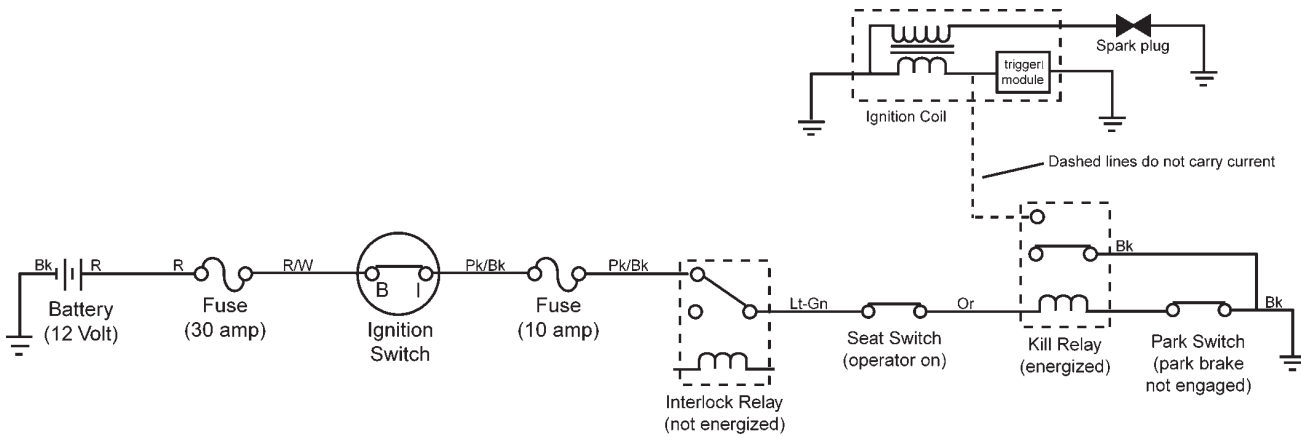 Spark plug
trigger
module
Ignition Coil
Dashed lines do not carry current
Bk
R
R
R/W
B
I
Pk/Bk
Pk/Bk
Lt-Gn
Or
Bk
Bk
Battery
(12 Volt)
Fuse
(30 amp)
Ignition
Switch
Fuse
(10 amp)
Interlock Relay
(not energized)
Seat Switch
(operator on)
Kill Relay
(energized)
Park Switch
(park brake
not engaged)